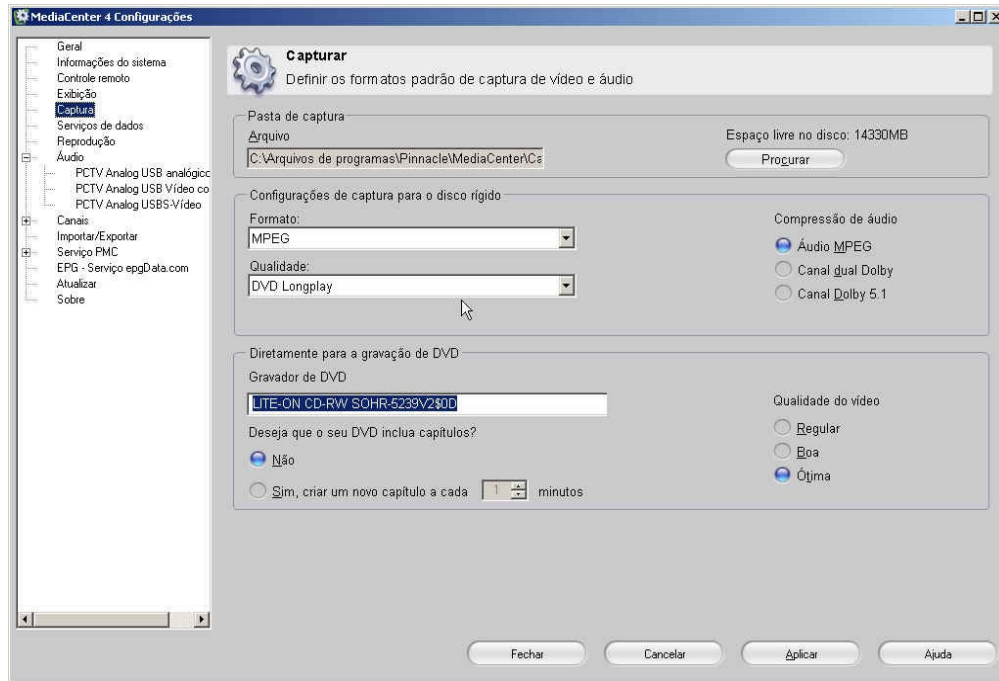 MediaCenter 4 Configurações
Geral
Informações do sistema
Controle remoto
Exibição
Captura
Serviços de dados
Reprodução
Áudio
PCTV Analog USB analógico
PCTV Analog USB Vídeo co
PCTV Analog USBS-Vídeo
Canais
Importar/Exportar
Serviço PMC
EPG - Serviço epgData.com
Atualizar
Sobre
Capturar
Definir os formatos padrão de captura de vídeo e áudio
Pasta de captura
Arquivo
Espaço livre no disco: 14330MB
C:\Arquivos de programas\Pinnacle\MediaCenter\Ca
Procurar
Configurações de captura para o disco rígido
Formato:
MPEG
Qualidade:
DVD Longplay
Compressão de áudio
Áudio MPEG
Canal dual Dolby
Canal Dolby 5.1
Diretamente para a gravação de DVD
Gravador de DVD
LITE-ON CD-RW SOHR-5239V2$0D
Deseja que o seu DVD inclua capítulos?
Não
Sim, criar um novo capítulo a cada 1 minutos
Qualidade do vídeo
Regular
Boa
Ótima
Fechar
Cancelar
Aplicar
Ajuda